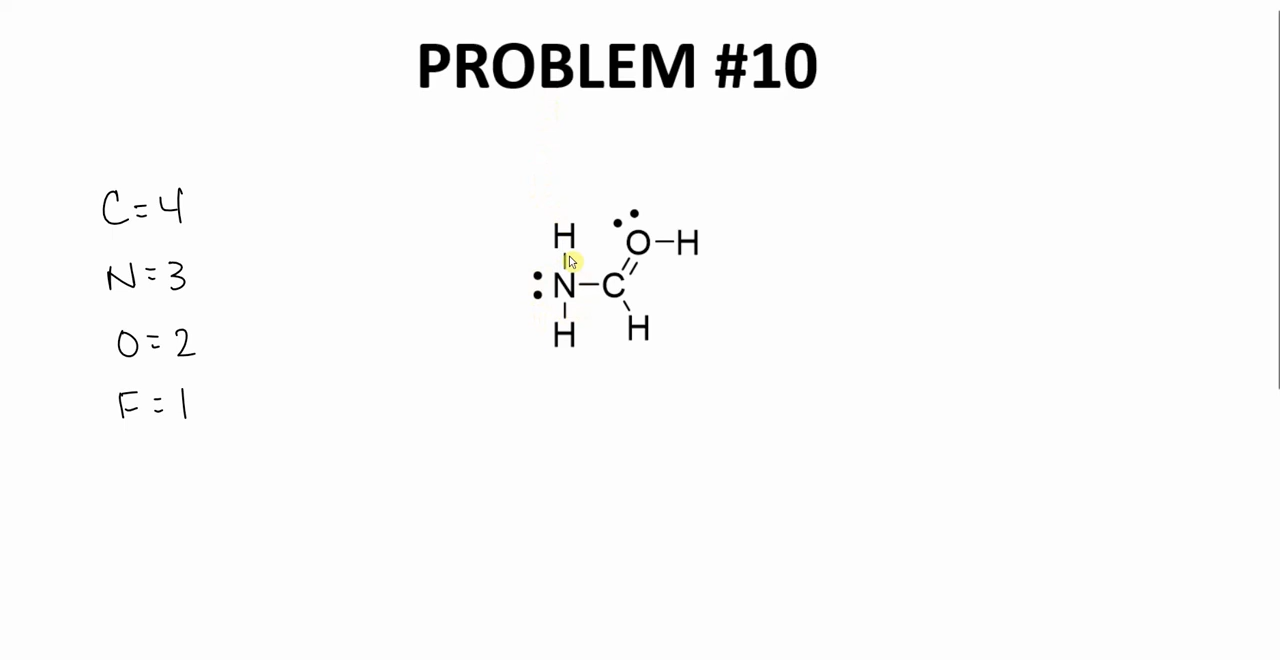 PROBLEM #10
C=4
N=3
O=2
F=1
H
O-H
:N-C
H
H